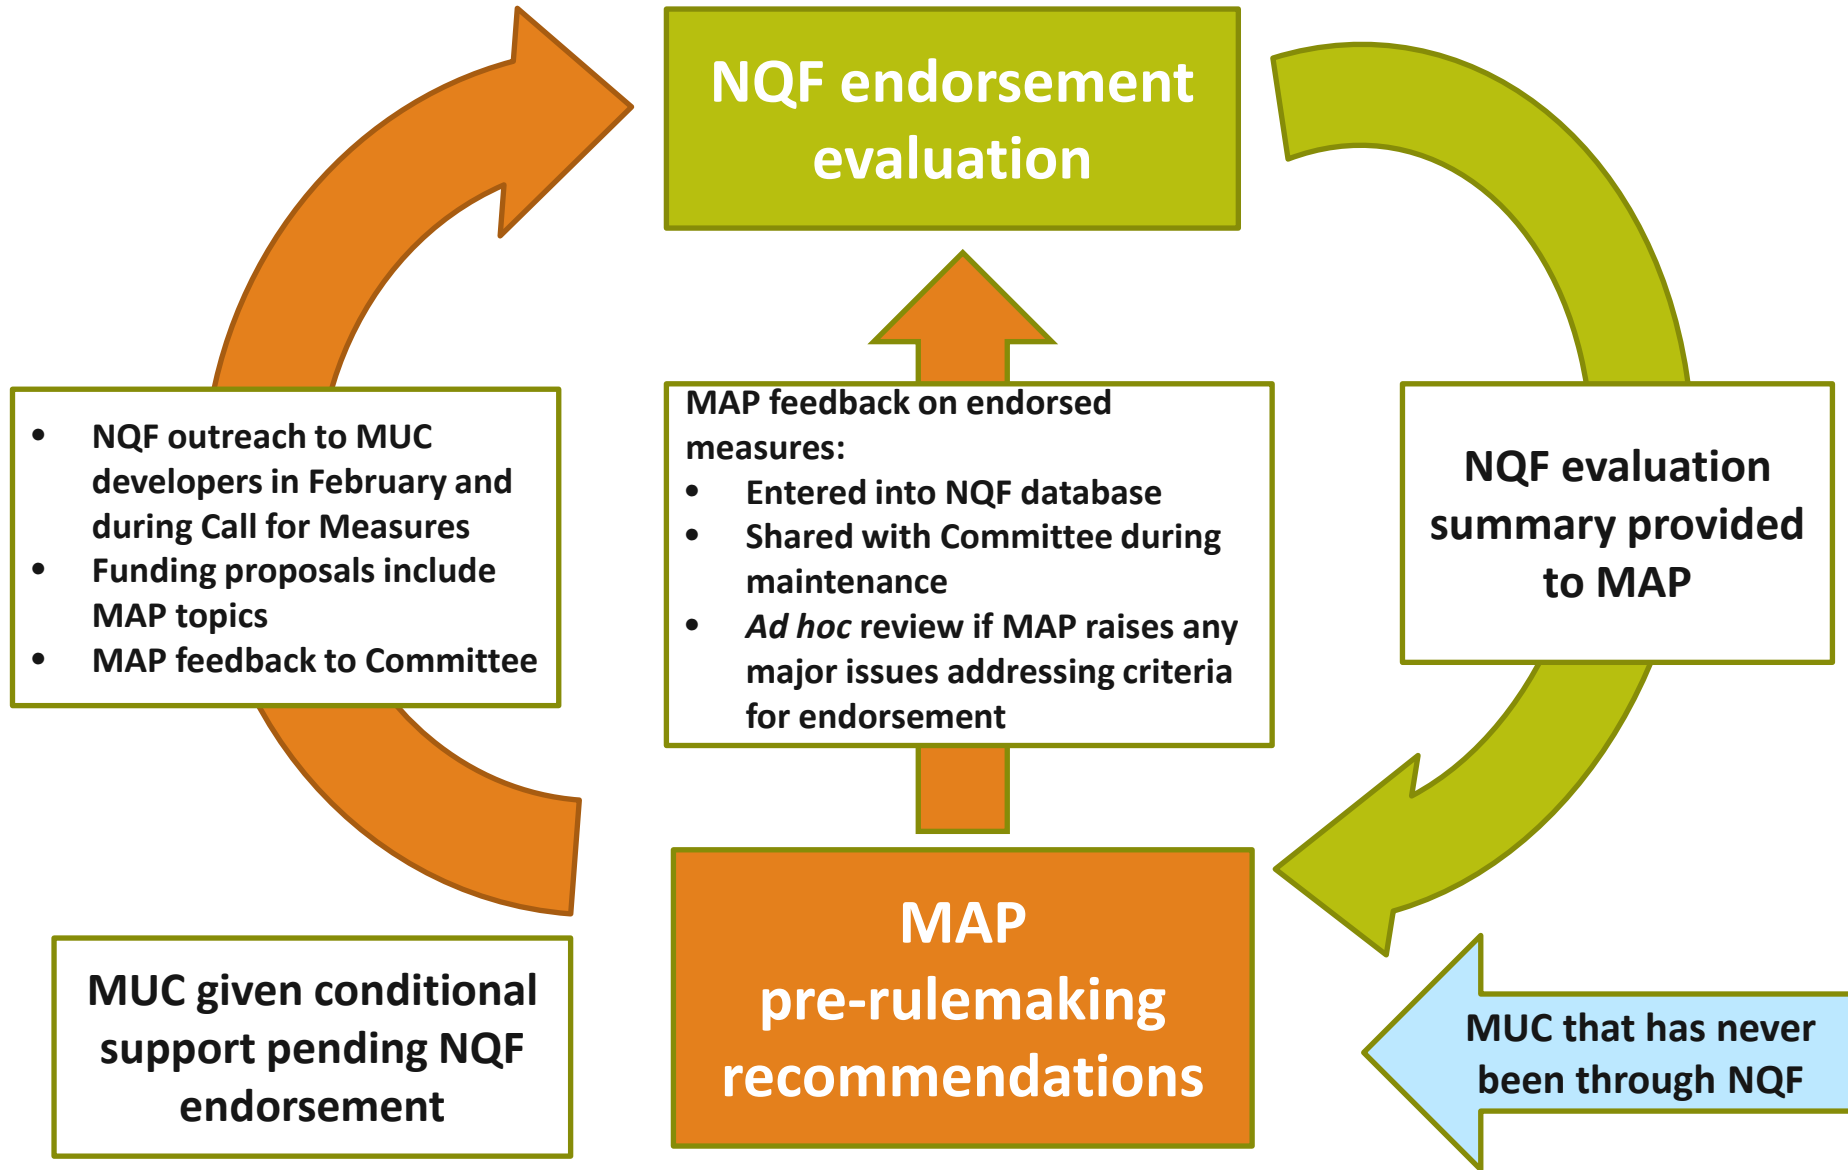 NQF endorsement
evaluation
• NQF outreach to MUC
developers in February and
during Call for Measures
• Funding proposals include
MAP topics
• MAP feedback to Committee
MAP feedback on endorsed
measures:
• Entered into NQF database
• Shared with Committee during
maintenance
• Ad hoc review if MAP raises any
major issues addressing criteria
for endorsement
NQF evaluation
summary provided
to MAP
MUC given conditional
support pending NQF
endorsement
MAP
pre-rulemaking
recommendations
MUC that has never
been through NQF